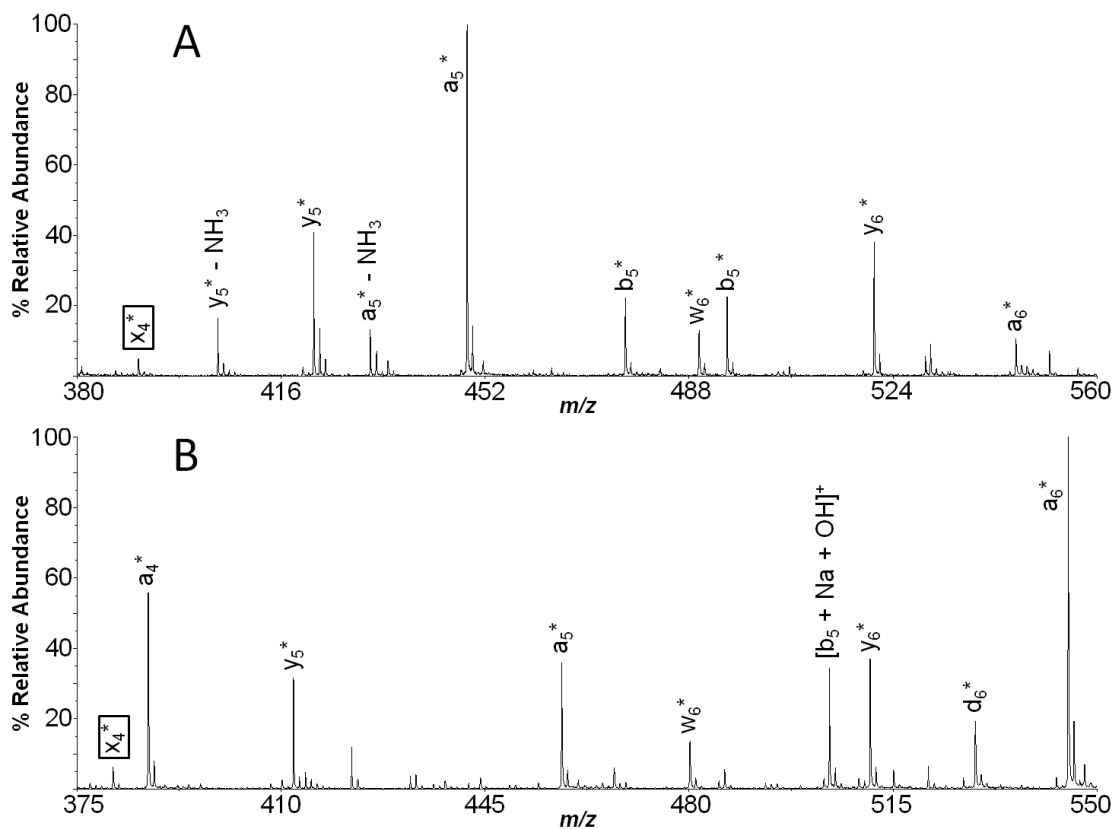 A
% Relative Abundance
100
80
60
40
20
x4*
y5* - NH3
y5*
a5* - NH3
a5*
b5*
w6*
b5*
y6*
a6*
380
416
452
488
524
560
m/z
B
% Relative Abundance
100
80
60
40
20
0
x4*
a4*
y5*
a5*
w6*
[b5 + Na + OH]+
y6*
d6*
a6*
375
410
445
480
515
550
m/z